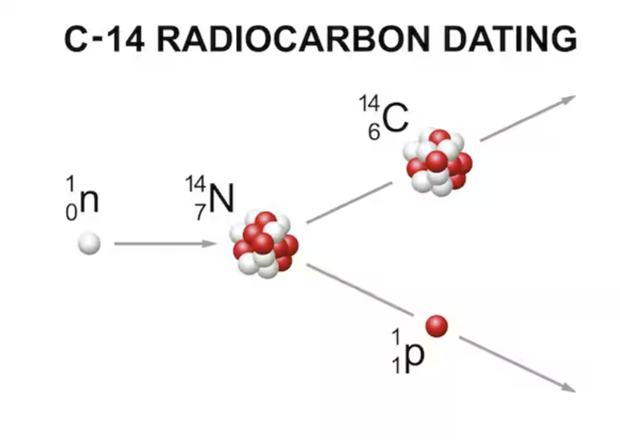 C-14 RADIOCARBON DATING
14
6C
1
0n
14
7N
1
1p